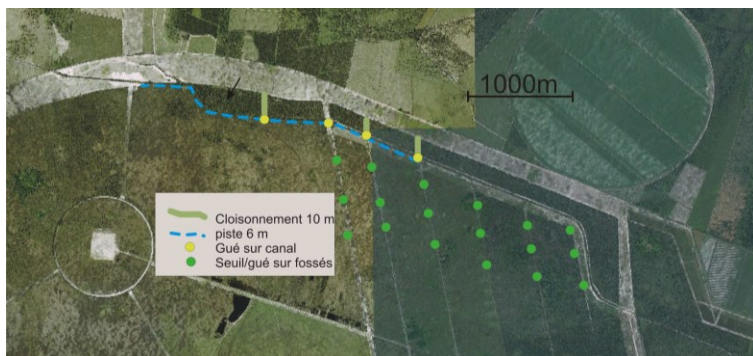 1000m
Cloisonnement 10 m
piste 6 m
Gué sur canal
Seuil/gué sur fossés